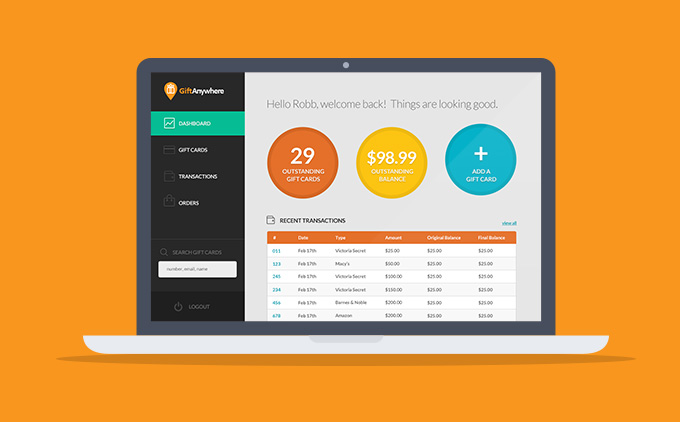 GiftAnywhere
DASHBOARD
GIFT CARDS
TRANSACTIONS
ORDERS
SEARCH GIFT CARDS
number, email, name
LOGOUT
Hello Robb, welcome back! Things are looking good.
29
OUTSTANDING
GIFT CARDS
$98.99
OUTSTANDING
BALANCE
+
ADD A
GIFT CARD
RECENT TRANSACTIONS
view all
# Date Type Amount Original Balance Final Balance
011 Feb 17th Victoria Secret $25.00 $25.00 $25.00
123 Feb 17th Macy's $50.00 $25.00 $25.00
245 Feb 17th Victoria Secret $100.00 $25.00 $25.00
234 Feb 17th Victoria Secret $150.00 $25.00 $25.00
456 Feb 17th Barnes & Noble $200.00 $25.00 $25.00
678 Feb 17th Amazon $200.00 $25.00 $25.00